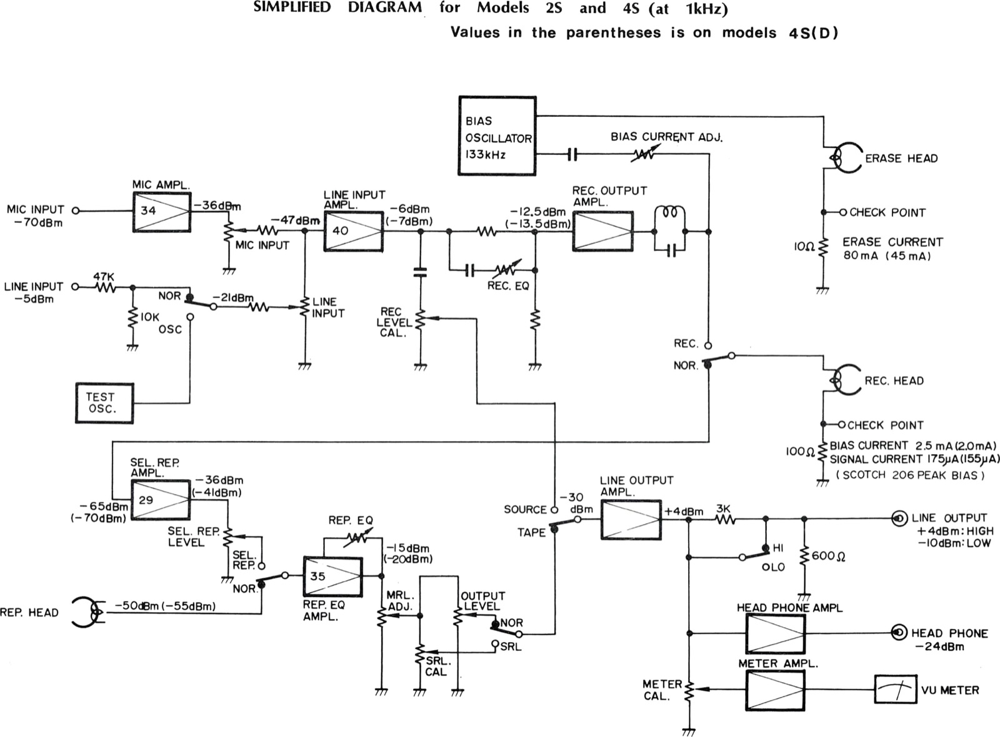 SIMPLIFIED DIAGRAM for Models 2S and 4S (at 1kHz)
Values in the parentheses is on models 4S(D)
BIAS
OSCILLATOR
133kHz
BIAS CURRENT ADJ.
ERASE HEAD
CHECK POINT
10Ω
ERASE CURRENT
80mA (45mA)
MIC INPUT
-70dBm
MIC AMPL.
34
-36dBm
MIC INPUT
-47dBm
LINE INPUT
AMPL.
40
-6dBm
(-7dBm)
-12.5dBm
(-13.5dBm)
REC. OUTPUT
AMPL.
REC. EQ
LINE INPUT
-5dBm
47K
10K
NOR
OSC
-21dBm
LINE
INPUT
REC
LEVEL
CAL.
TEST
OSC.
REC.
NOR.
REC. HEAD
CHECK POINT
100Ω
BIAS CURRENT 2.5mA(2.0mA)
SIGNAL CURRENT 175µA(155µA)
(SCOTCH 206 PEAK BIAS)
SEL. REP.
AMPL.
29
-65dBm
(-70dBm)
-36dBm
(-41dBm)
SEL. REP.
LEVEL
SEL.
REP.
NOR.
REP. HEAD
-50dBm (-55dBm)
REP. EQ
35
REP. EQ
AMPL.
-15dBm
(-20dBm)
MRL.
ADJ.
SRL.
CAL
OUTPUT
LEVEL
NOR
SRL
SOURCE
TAPE
-30
dBm
LINE OUTPUT
AMPL.
+4dBm
3K
HI
LO
600Ω
LINE OUTPUT
+4dBm: HIGH
-10dBm: LOW
HEAD PHONE AMPL
HEAD PHONE
-24dBm
METER AMPL.
METER
CAL.
VU METER